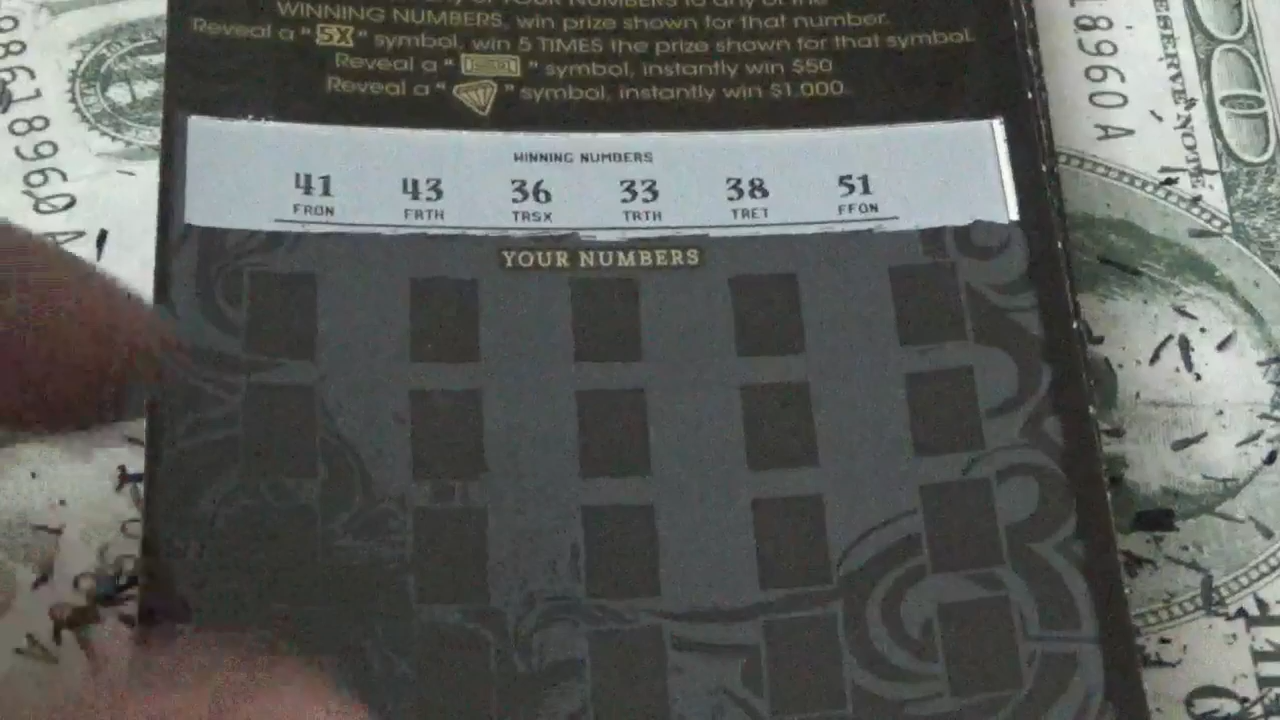 WINNING NUMBERS, win prize shown for that number.
Reveal a "5X" symbol, win 5 TIMES the prize shown for that symbol.
Reveal a " " symbol, instantly win $50
Reveal a " " symbol, instantly win $1,000.
WINNING NUMBERS
41 43 36 33 38 51
FRON FRTH TRSX TRTH TRET FFON
YOUR NUMBERS
18960 A